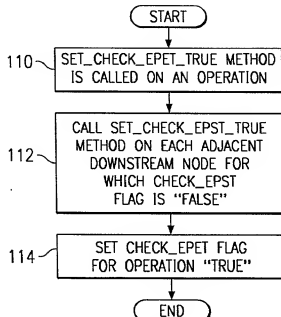 START
110
SET_CHECK_EPET_TRUE METHOD
IS CALLED ON AN OPERATION
112
CALL SET_CHECK_EPST_TRUE
METHOD ON EACH ADJACENT
DOWNSTREAM NODE FOR
WHICH CHECK_EPST
FLAG IS "FALSE"
114
SET CHECK_EPET FLAG
FOR OPERATION "TRUE"
END